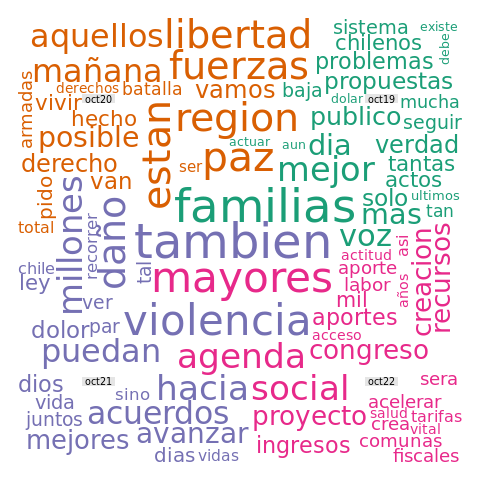 aquellos libertad sistema existe
chilenos debe
mañana fuerzas problemas
armadas derechos batalla vamos baja propuestas
vivir oct20 dolar oct19 mucha
hecho estan region publico seguir
posible actuar aun dia verdad
derecho paz mejor tantas
pido van ser actos
familias solo ultimos
total millones daño mas tan
recorrer tambien voz asi
chile tal actitud creacion recursos
ley mayores aporte años
ver labor
dolor par violencia mil aportes
acceso
puedan agenda congreso
dios oct21 hacia social oct22 sera
vida sino acelerar
juntos acuerdos proyecto salud tarifas
crea vital
mejores avanzar ingresos comunas
dias vidas fiscales